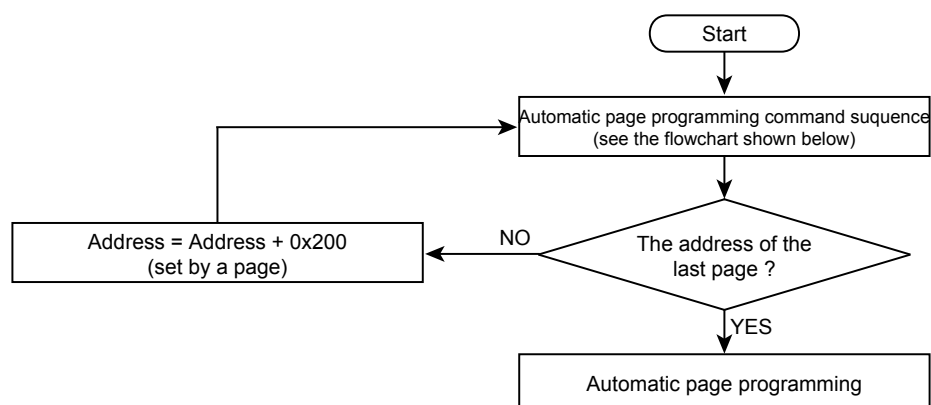 Start
Automatic page programming command suquence
(see the flowchart shown below)
Address = Address + 0x200
(set by a page)
NO
The address of the
last page ?
YES
Automatic page programming